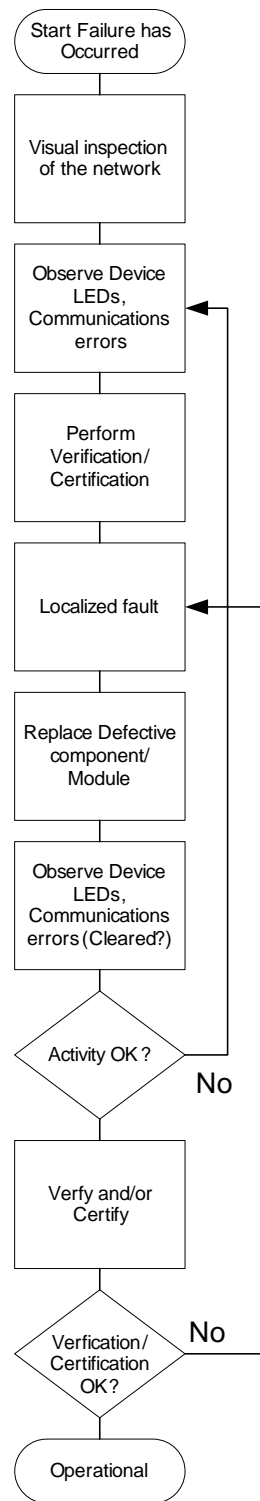 Start Failure has
Occurred
Visual inspection
of the network
Observe Device
LEDs,
Communications
errors
Perform
Verification/
Certification
Localized fault
Replace Defective
component/
Module
Observe Device
LEDs,
Communications
errors (Cleared?)
Activity OK ?
No
Verfy and/or
Certify
No
Verfication/
Certification
OK?
Operational